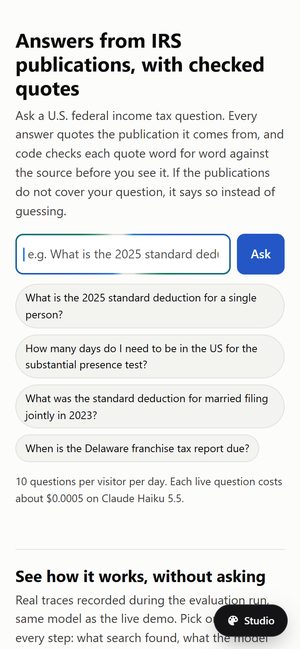 Answers from IRS
publications, with checked
quotes
Ask a U.S. federal income tax question. Every
answer quotes the publication it comes from, and
code checks each quote word for word against
the source before you see it. If the publications
do not cover your question, it says so instead of
guessing.
e.g. What is the 2025 standard dedu
Ask
What is the 2025 standard deduction for a single
person?
How many days do I need to be in the US for the
substantial presence test?
What was the standard deduction for married filing
jointly in 2023?
When is the Delaware franchise tax report due?
10 questions per visitor per day. Each live question costs
about $0.0005 on Claude Haiku 5.5.
See how it works, without asking
Real traces recorded during the evaluation run,
same model as the live demo. Pick
Studio
every step: what search found, what the model